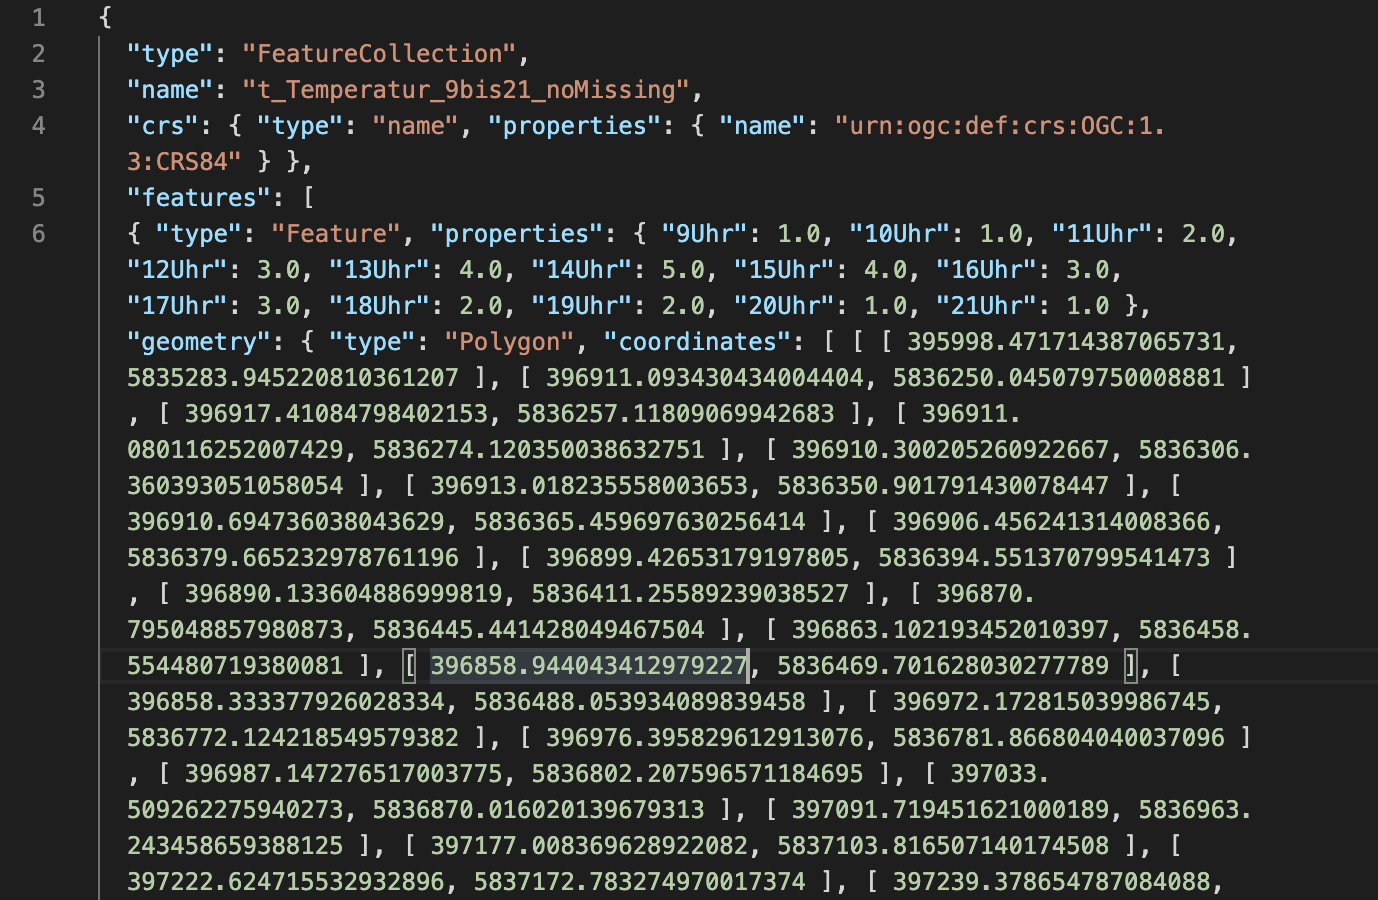 1 {
2 "type": "FeatureCollection",
3 "name": "t_Temperatur_9bis21_noMissing",
4 "crs": { "type": "name", "properties": { "name": "urn:ogc:def:crs:OGC:1.
3:CRS84" } },
5 "features": [
6 { "type": "Feature", "properties": { "9Uhr": 1.0, "10Uhr": 1.0, "11Uhr": 2.0,
"12Uhr": 3.0, "13Uhr": 4.0, "14Uhr": 5.0, "15Uhr": 4.0, "16Uhr": 3.0,
"17Uhr": 3.0, "18Uhr": 2.0, "19Uhr": 2.0, "20Uhr": 1.0, "21Uhr": 1.0 },
"geometry": { "type": "Polygon", "coordinates": [ [ [ 395998.471714387065731,
5835283.945220810361207 ], [ 396911.093430434004404, 5836250.045079750008881 ]
, [ 396917.41084798402153, 5836257.11809069942683 ], [ 396911.
080116252007429, 5836274.120350038632751 ], [ 396910.300205260922667, 5836306.
360393051058054 ], [ 396913.018235558003653, 5836350.901791430078447 ], [
396910.694736038043629, 5836365.459697630256414 ], [ 396906.456241314008366,
5836379.665232978761196 ], [ 396899.42653179197805, 5836394.551370799541473 ]
, [ 396890.133604886999819, 5836411.25589239038527 ], [ 396870.
795048857980873, 5836445.441428049467504 ], [ 396863.102193452010397, 5836458.
554480719380081 ], [ 396858.944043412979227, 5836469.701628030277789 ], [
396858.333377926028334, 5836488.053934089839458 ], [ 396972.172815039986745,
5836772.124218549579382 ], [ 396976.395829612913076, 5836781.866804040037096 ]
, [ 396987.147276517003775, 5836802.207596571184695 ], [ 397033.
509262275940273, 5836870.016020139679313 ], [ 397091.719451621000189, 5836963.
243458659388125 ], [ 397177.008369628922082, 5837103.816507140174508 ], [
397222.624715532932896, 5837172.783274970017374 ], [ 397239.378654787084088,